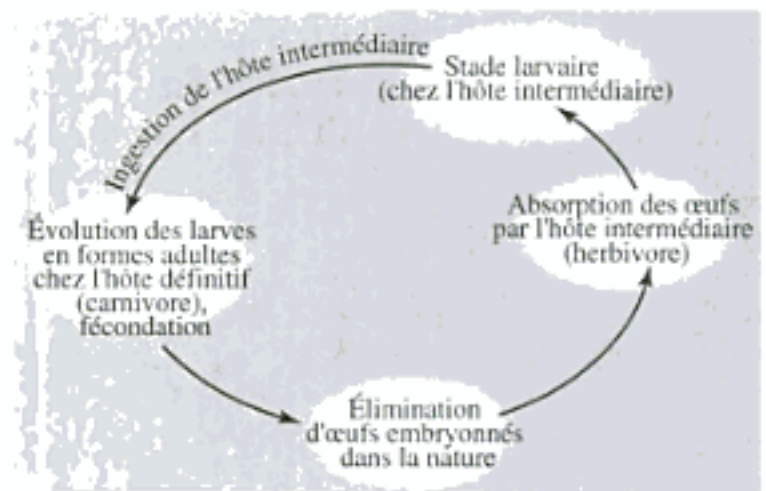 Ingestion de l'hôte intermédiaire
Stade larvaire
(chez l'hôte intermédiaire)
Absorption des œufs
par l'hôte intermédiaire
(herbivore)
Évolution des larves
en formes adultes
chez l'hôte définitif
(carnivore),
fécondation
Élimination
d'œufs embryonnés
dans la nature